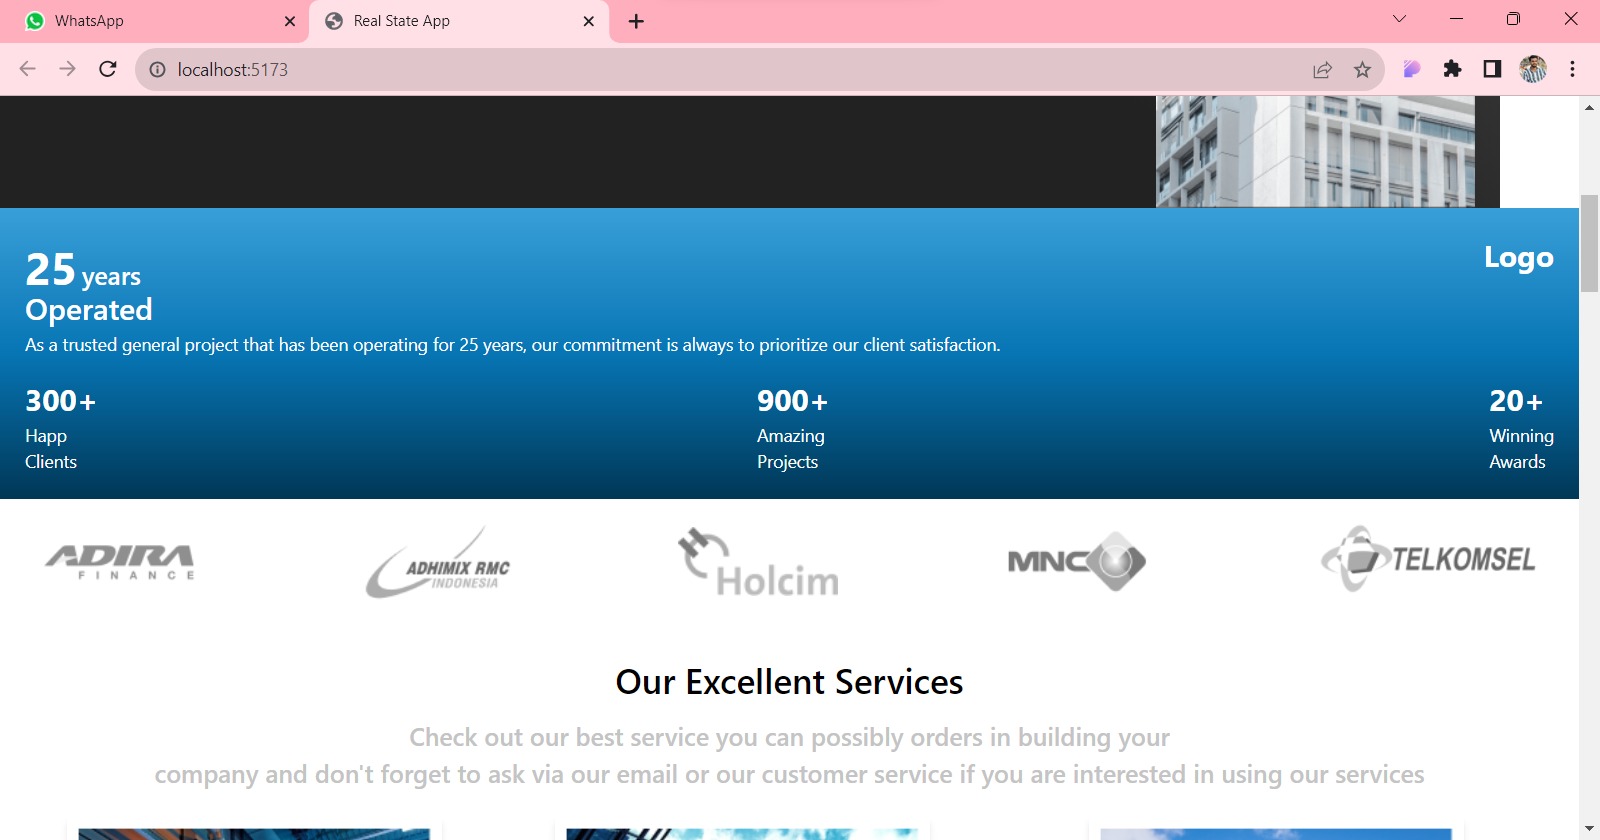 WhatsApp
Real State App
localhost:5173
25 years
Operated
Logo
As a trusted general project that has been operating for 25 years, our commitment is always to prioritize our client satisfaction.
300+
Happ
Clients
900+
Amazing
Projects
20+
Winning
Awards
ADIRA
FINANCE
ADHIMIX RMC
INDONESIA
Holcim
MNC
TELKOMSEL
Our Excellent Services
Check out our best service you can possibly orders in building your
company and don't forget to ask via our email or our customer service if you are interested in using our services